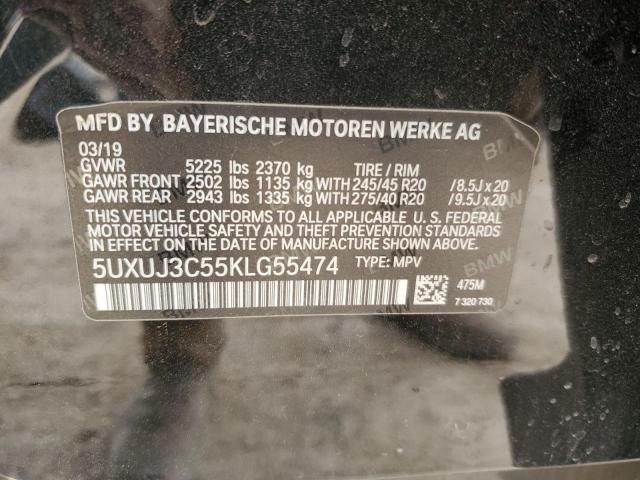 MFD BY BAYERISCHE MOTOREN WERKE AG
03/19
GVWR 5225 lbs 2370 kg TIRE / RIM
GAWR FRONT 2502 lbs 1135 kg WITH 245/45 R20 /8.5J x 20
GAWR REAR 2943 lbs 1335 kg WITH 275/40 R20 /9.5J x 20
THIS VEHICLE CONFORMS TO ALL APPLICABLE U. S. FEDERAL
MOTOR VEHICLE SAFETY, BUMPER, AND
THEFT PREVENTION STANDARDS IN EFFECT ON THE DATE OF
MANUFACTURE SHOWN ABOVE.
5UXUJ3C55KLG55474 TYPE: MPV
475M
7 320 730